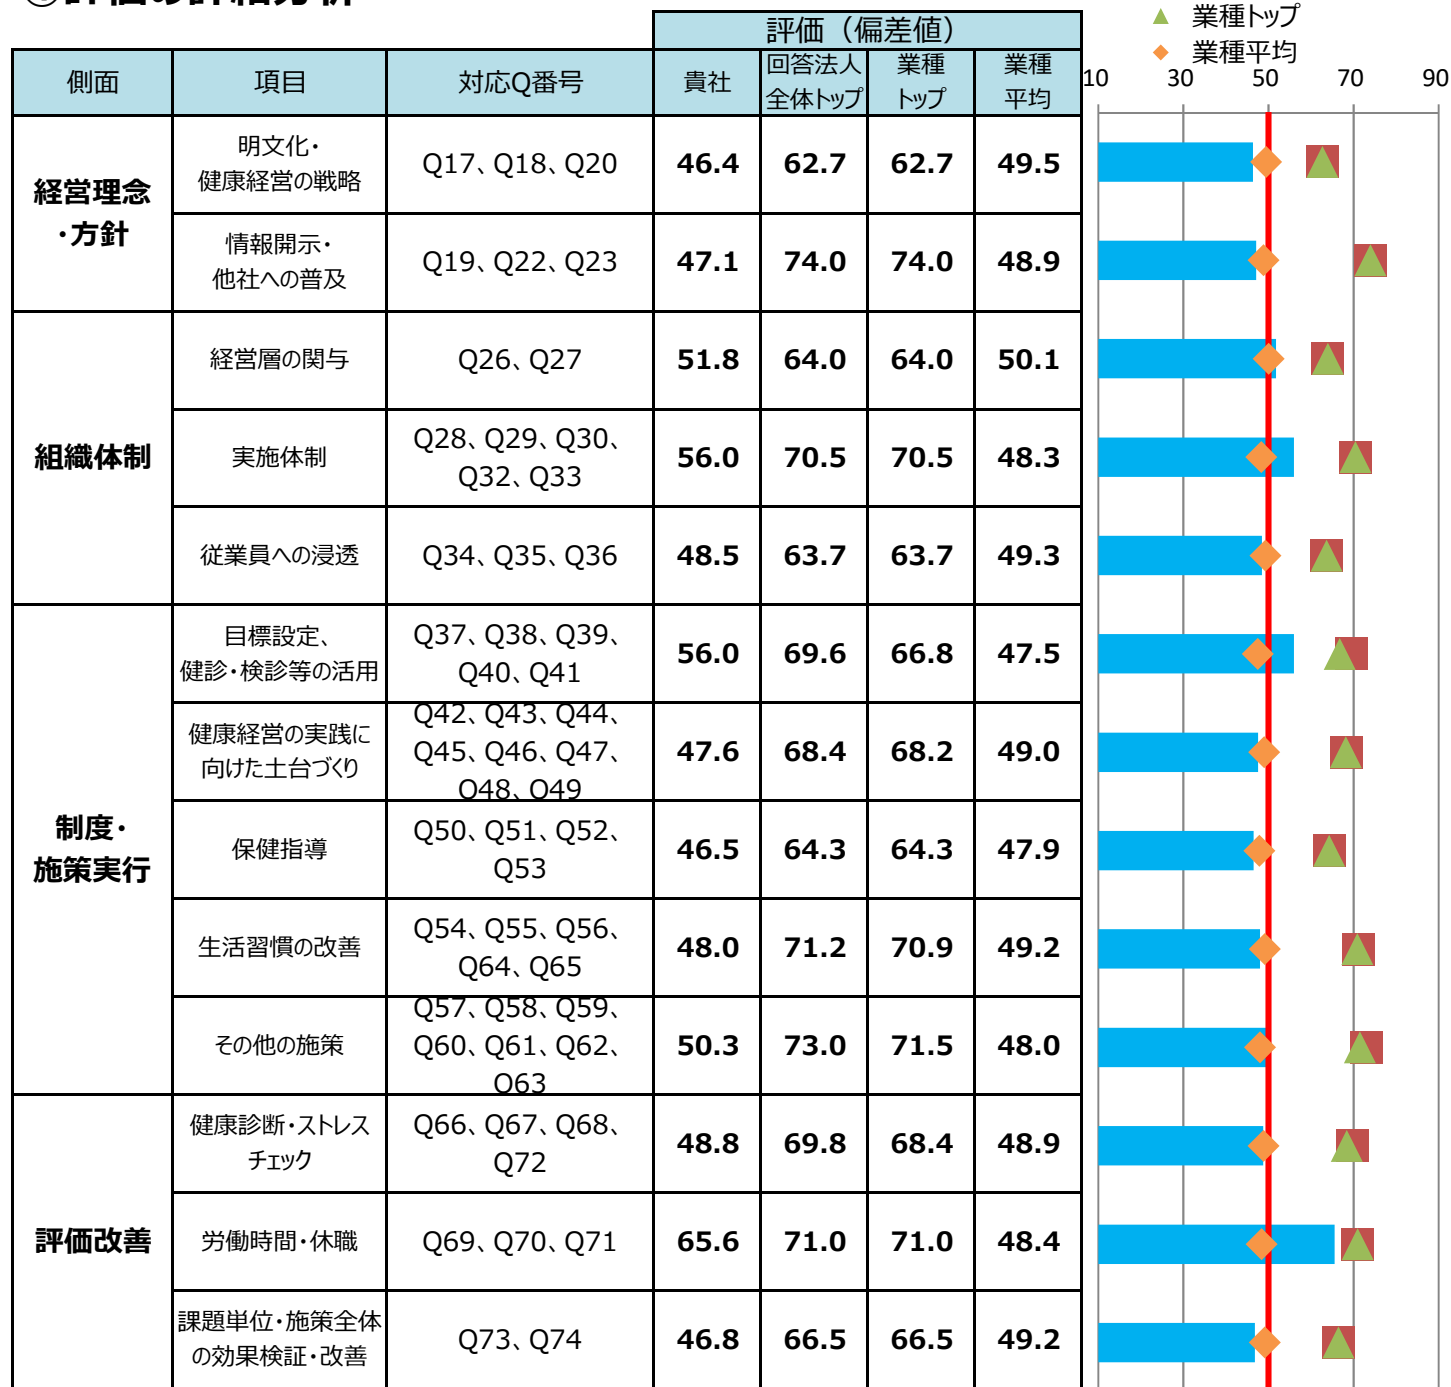 ①評価の詳細分析
▲ 業種トップ
◆ 業種平均
評価（偏差値）
側面 項目 対応Q番号 貴社 回答法人 業種 業種
全体トップ トップ 平均
10 30 50 70 90
経営理念
・方針
明文化・
健康経営の戦略
Q17、Q18、Q20 46.4 62.7 62.7 49.5
情報開示・
他社への普及
Q19、Q22、Q23 47.1 74.0 74.0 48.9
組織体制
経営層の関与 Q26、Q27 51.8 64.0 64.0 50.1
実施体制
Q28、Q29、Q30、
Q32、Q33
56.0 70.5 70.5 48.3
従業員への浸透 Q34、Q35、Q36 48.5 63.7 63.7 49.3
制度・
施策実行
目標設定、
健診・検診等の活用
Q37、Q38、Q39、
Q40、Q41
56.0 69.6 66.8 47.5
健康経営の実践に
向けた土台づくり
Q42、Q43、Q44、
Q45、Q46、Q47、
Q48、Q49
47.6 68.4 68.2 49.0
保健指導
Q50、Q51、Q52、
Q53
46.5 64.3 64.3 47.9
生活習慣の改善
Q54、Q55、Q56、
Q64、Q65
48.0 71.2 70.9 49.2
その他の施策
Q57、Q58、Q59、
Q60、Q61、Q62、
Q63
50.3 73.0 71.5 48.0
評価改善
健康診断・ストレス
チェック
Q66、Q67、Q68、
Q72
48.8 69.8 68.4 48.9
労働時間・休職 Q69、Q70、Q71 65.6 71.0 71.0 48.4
課題単位・施策全体
の効果検証・改善
Q73、Q74 46.8 66.5 66.5 49.2